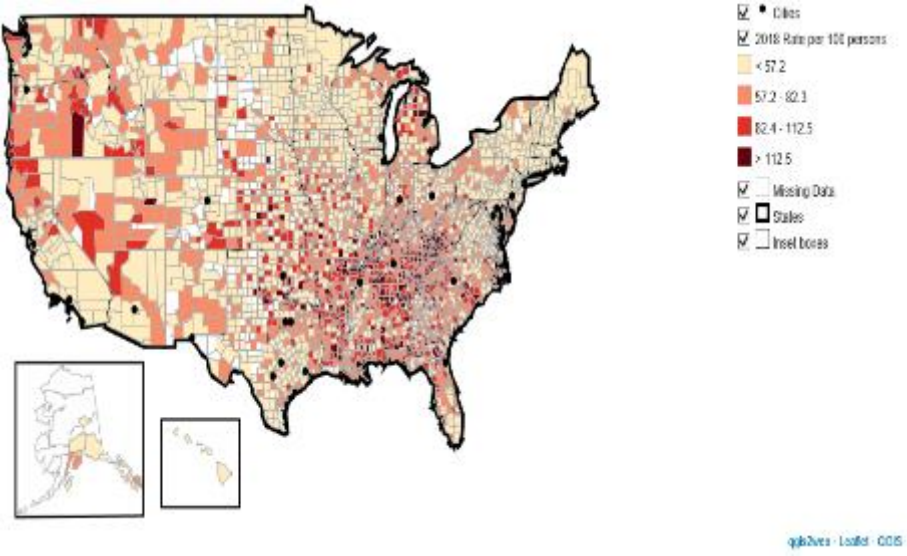 Cities
2018 Rate per 100 persons
< 57.2
57.2 - 82.3
82.4 - 112.5
> 112.5
Missing Data
States
Inset boxes
qgis2web · Leaflet · QGIS